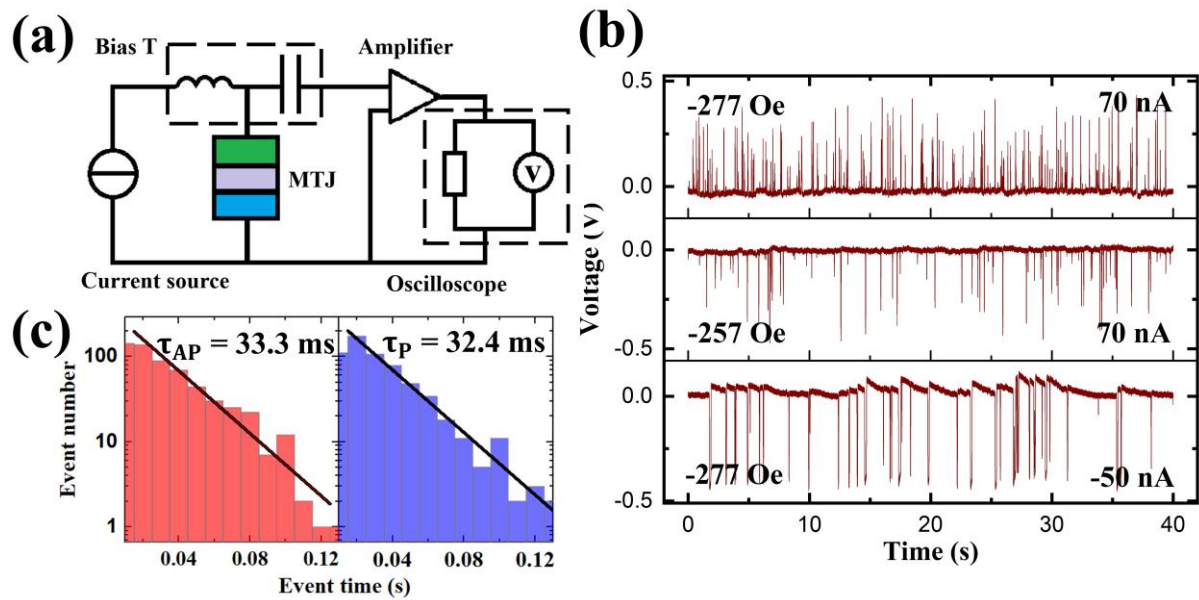 (a)
Bias T
Amplifier
MTJ
V
Current source
Oscilloscope
(b)
0.5
-277 Oe
70 nA
0.0
0.0
-257 Oe
70 nA
-0.5
0.0
-277 Oe
-50 nA
-0.5
0 10 20 30 40
Time (s)
Voltage (V)
(c)
τAP = 33.3 ms
τP = 32.4 ms
100
10
1
Event number
0.04 0.08 0.12 0.04 0.08 0.12
Event time (s)